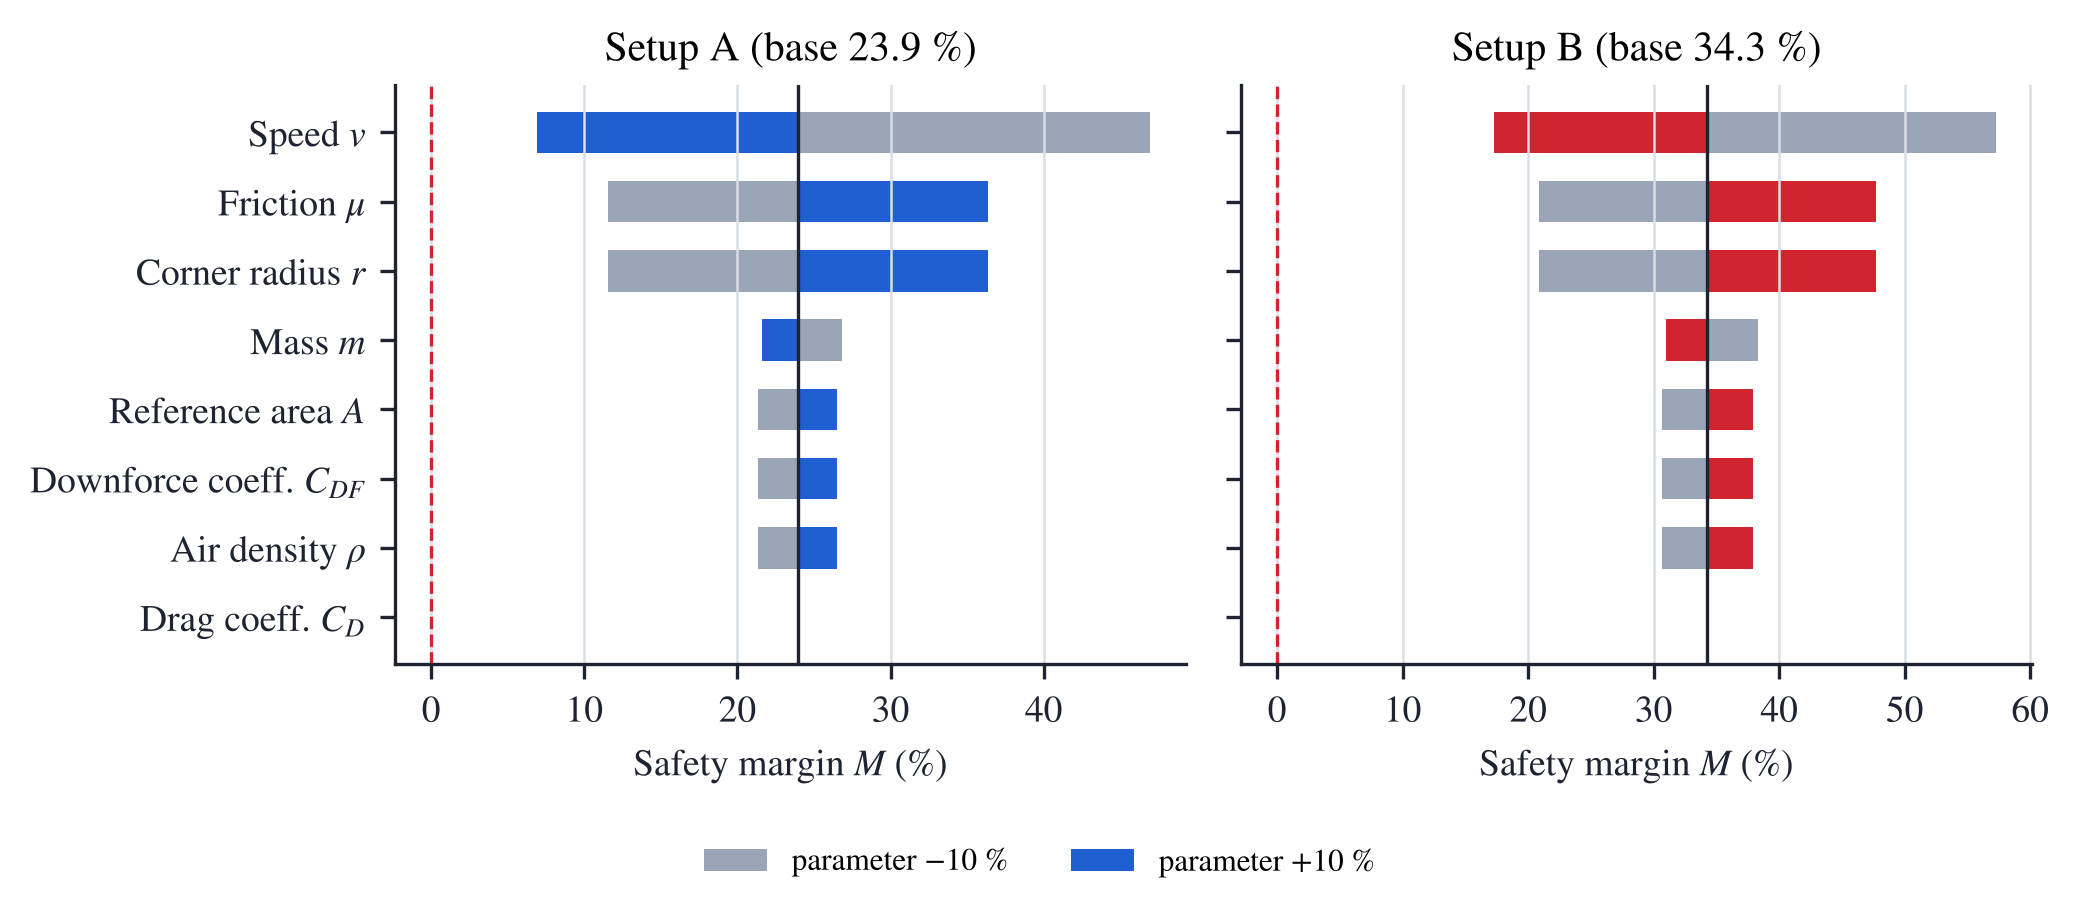 Setup A (base 23.9 %)
Setup B (base 34.3 %)
Speed v
Friction μ
Corner radius r
Mass m
Reference area A
Downforce coeff. C_DF
Air density ρ
Drag coeff. C_D
0 10 20 30 40
0 10 20 30 40 50 60
Safety margin M (%)
Safety margin M (%)
parameter −10 %
parameter +10 %